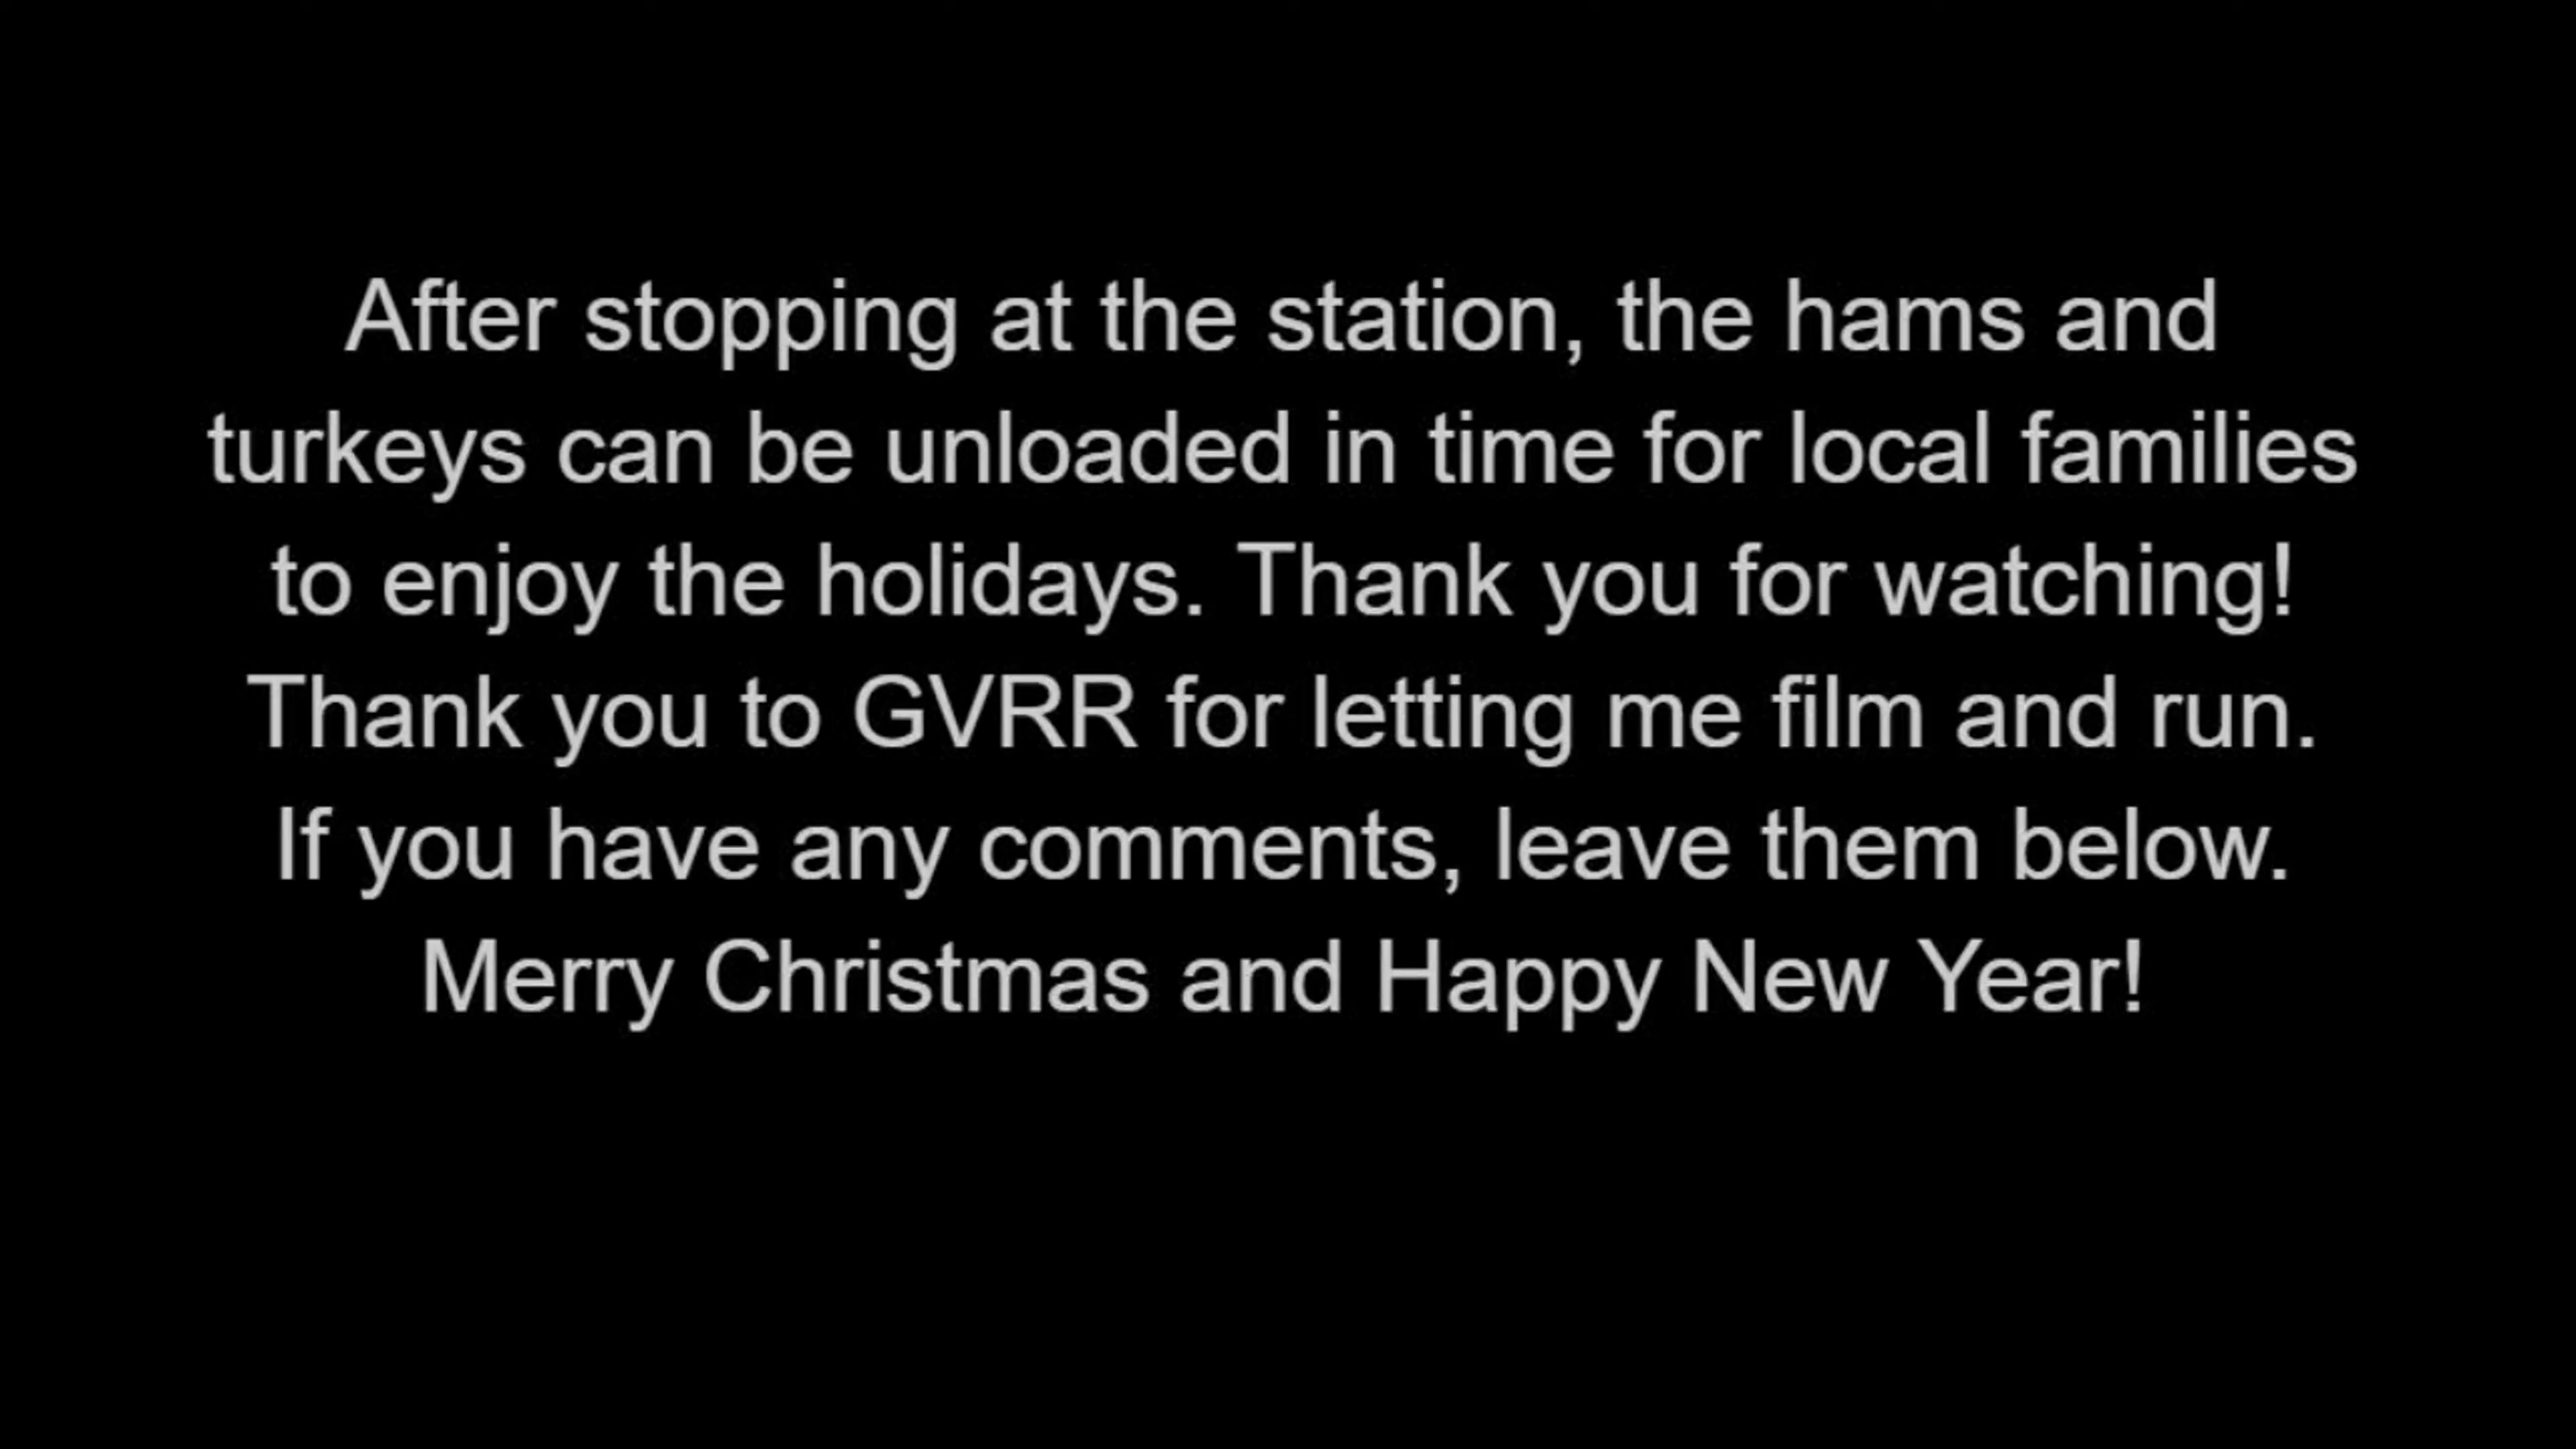 After stopping at the station, the hams and
turkeys can be unloaded in time for local families
to enjoy the holidays. Thank you for watching!
Thank you to GVRR for letting me film and run.
If you have any comments, leave them below.
Merry Christmas and Happy New Year!